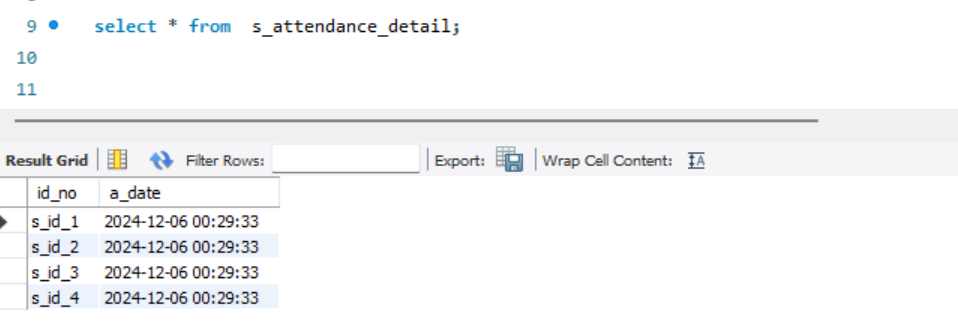 9 select * from s_attendance_detail;
10
11
Result Grid Filter Rows: Export: Wrap Cell Content: IA
id_no a_date
s_id_1 2024-12-06 00:29:33
s_id_2 2024-12-06 00:29:33
s_id_3 2024-12-06 00:29:33
s_id_4 2024-12-06 00:29:33